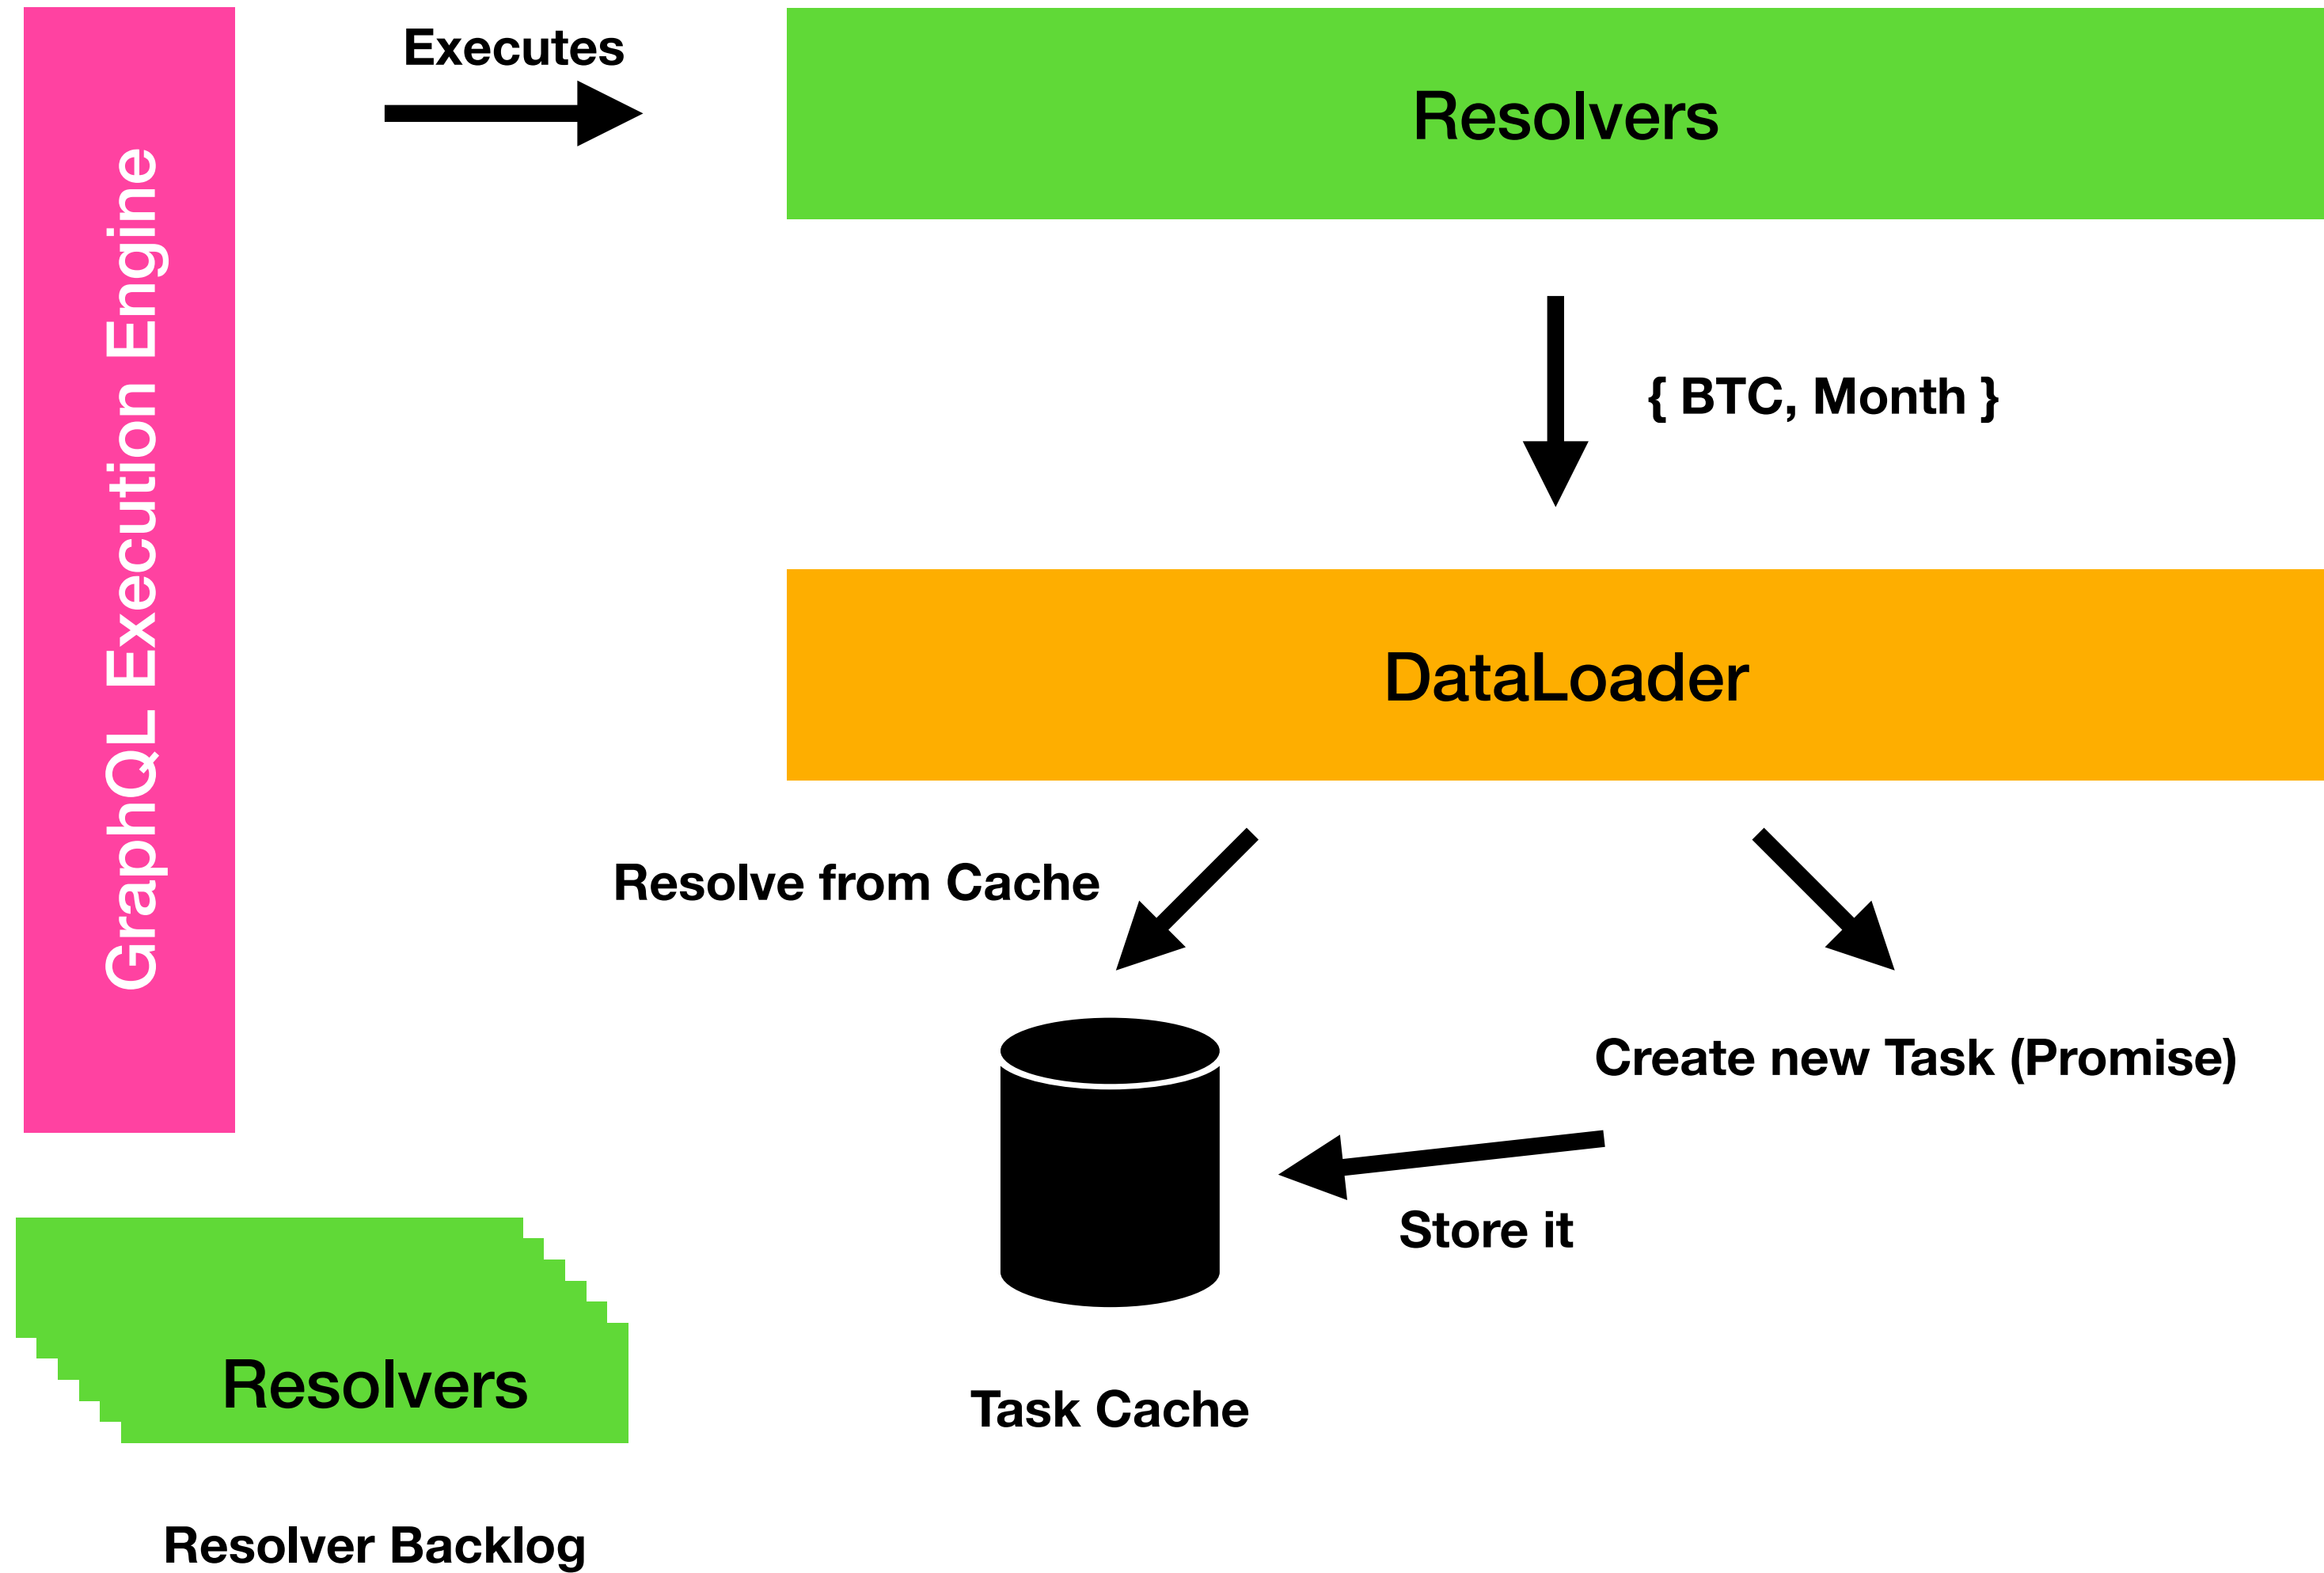 Executes
Resolvers
GraphQL Execution Engine
{ BTC, Month }
DataLoader
Resolve from Cache
Create new Task (Promise)
Store it
Resolvers
Task Cache
Resolver Backlog